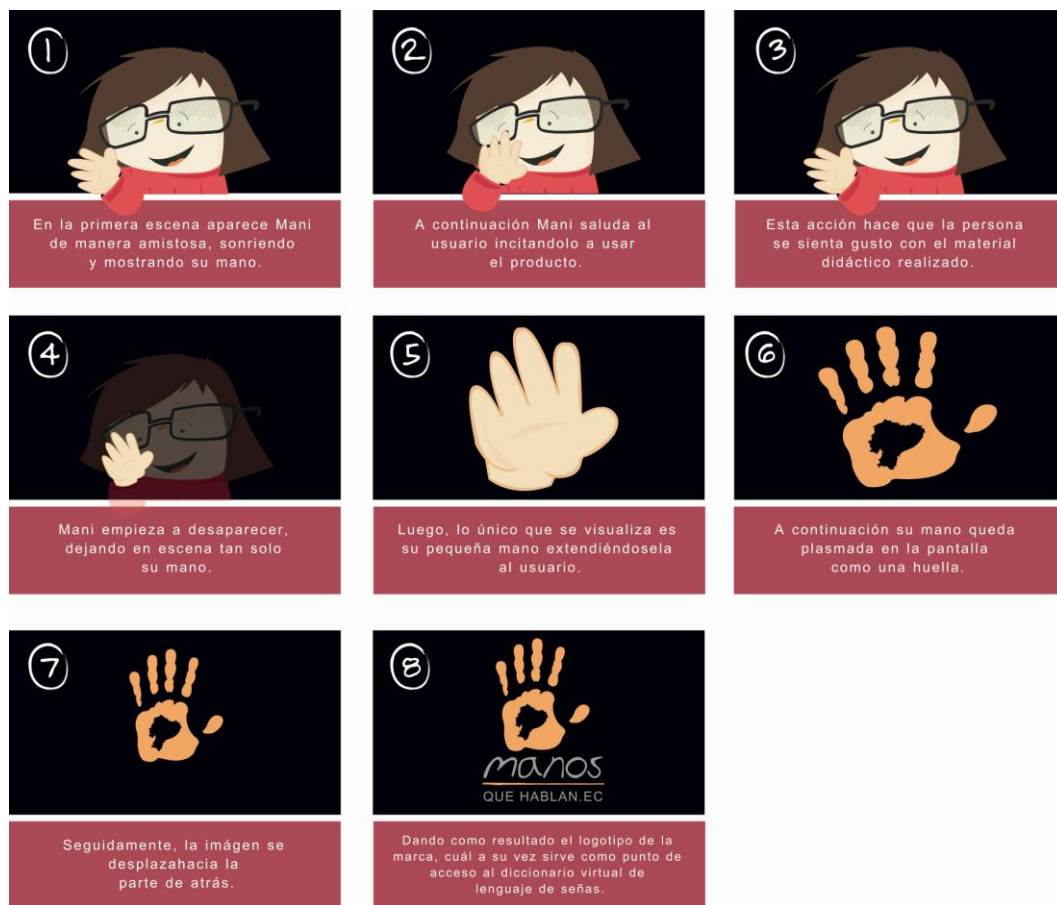 1
En la primera escena aparece Mani
de manera amistosa, sonriendo
y mostrando su mano.
2
A continuación Mani saluda al
usuario incitandolo a usar
el producto.
3
Esta acción hace que la persona
se sienta gusto con el material
didáctico realizado.
4
Mani empieza a desaparecer,
dejando en escena tan solo
su mano.
5
Luego, lo único que se visualiza es
su pequeña mano extendiéndosela
al usuario.
6
A continuación su mano queda
plasmada en la pantalla
como una huella.
7
Seguidamente, la imágen se
desplazahacia la
parte de atrás.
8
manos
QUE HABLAN.EC
Dando como resultado el logotipo de la
marca, cuál a su vez sirve como punto de
acceso al diccionario virtual de
lenguaje de señas.